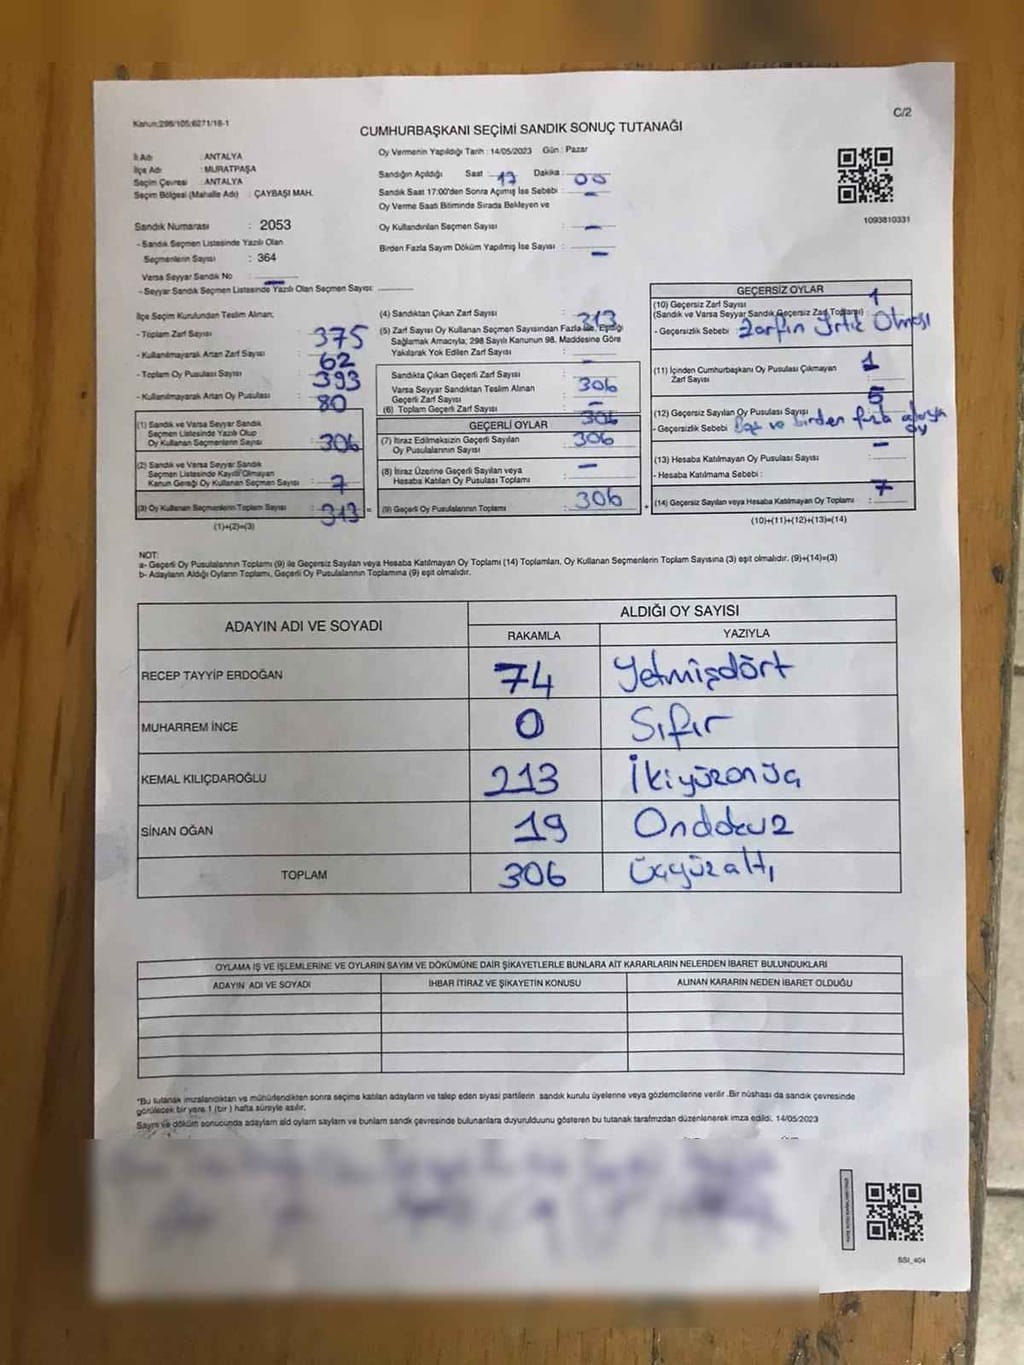 Kanun:298/105;6271/18-1
C/2
CUMHURBAŞKANI SEÇİMİ SANDIK SONUÇ TUTANAĞI
İl Adı : ANTALYA
İlçe Adı : MURATPAŞA
Seçim Çevresi : ANTALYA
Seçim Bölgesi (Mahalle Adı) : ÇAYBAŞI MAH.
Sandık Numarası : 2053
- Sandık Seçmen Listesinde Yazılı Olan
Seçmenlerin Sayısı : 364
Varsa Seyyar Sandık No : -
- Seyyar Sandık Seçmen Listesinde Yazılı Olan Seçmen Sayısı:
Oy Vermenin Yapıldığı Tarih : 14/05/2023 Gün : Pazar
Sandığın Açıldığı Saat : 17 Dakika : 00
Sandık Saat 17:00'den Sonra Açılmış İse Sebebi : -
Oy Verme Saati Bitiminde Sırada Bekleyen ve
Oy Kullandırılan Seçmen Sayısı : -
Birden Fazla Sayım Döküm Yapılmış İse Sayısı : -
1093810331
İlçe Seçim Kurulundan Teslim Alınan;
- Toplam Zarf Sayısı : 375
- Kullanılmayarak Artan Zarf Sayısı : 62
- Toplam Oy Pusulası Sayısı : 393
- Kullanılmayarak Artan Oy Pusulası : 80
(1) Sandık ve Varsa Seyyar Sandık
Seçmen Listesinde Yazılı Olup
Oy Kullanan Seçmenlerin Sayısı : 306
(2) Sandık ve Varsa Seyyar Sandık
Seçmen Listesinde Kayıtlı Olmayan
Kanun Gereği Oy Kullanan Seçmen Sayısı : 7
(3) Oy Kullanan Seçmenlerin Toplam Sayısı : 313 =
(1)+(2)=(3)
(4) Sandıktan Çıkan Zarf Sayısı : 313
(5) Zarf Sayısı Oy Kullanan Seçmen Sayısından Fazla İse, Eşitliği
Sağlamak Amacıyla, 298 Sayılı Kanunun 98. Maddesine Göre
Yakılarak Yok Edilen Zarf Sayısı : -
Sandıkta Çıkan Geçerli Zarf Sayısı : 306
Varsa Seyyar Sandıktan Teslim Alınan
Geçerli Zarf Sayısı : -
(6) Toplam Geçerli Zarf Sayısı : 306
GEÇERLİ OYLAR
(7) İtiraz Edilmeksizin Geçerli Sayılan
Oy Pusulalarının Sayısı : 306
(8) İtiraz Üzerine Geçerli Sayılan veya
Hesaba Katılan Oy Pusulası Toplamı : -
(9) Geçerli Oy Pusulalarının Toplamı : 306 +
GEÇERSİZ OYLAR
(10) Geçersiz Zarf Sayısı 1
(Sandık ve Varsa Seyyar Sandık Geçersiz Zarf Toplamı) :
- Geçersizlik Sebebi : Zarfın Yırtık Olması
(11) İçinden Cumhurbaşkanı Oy Pusulası Çıkmayan 1
Zarf Sayısı :
(12) Geçersiz Sayılan Oy Pusulası Sayısı : 5
- Geçersizlik Sebebi Boş ve birden fazla adaya oy
(13) Hesaba Katılmayan Oy Pusulası Sayısı : -
- Hesaba Katılmama Sebebi :
(14) Geçersiz Sayılan veya Hesaba Katılmayan Oy Toplamı : 7
(10)+(11)+(12)+(13)=(14)
NOT:
a- Geçerli Oy Pusulalarının Toplamı (9) ile Geçersiz Sayılan veya Hesaba Katılmayan Oy Toplamı (14) Toplamları, Oy Kullanan Seçmenlerin Toplam Sayısına (3) eşit olmalıdır. (9)+(14)=(3)
b- Adayların Aldığı Oyların Toplamı, Geçerli Oy Pusulalarının Toplamına (9) eşit olmalıdır.
ADAYIN ADI VE SOYADI ALDIĞI OY SAYISI
RAKAMLA YAZIYLA
RECEP TAYYİP ERDOĞAN 74 Yetmişdört
MUHARREM İNCE 0 Sıfır
KEMAL KILIÇDAROĞLU 213 İkiyüzonüç
SİNAN OĞAN 19 Ondokuz
TOPLAM 306 Üçyüzaltı
OYLAMA İŞ VE İŞLEMLERİNE VE OYLARIN SAYIM VE DÖKÜMÜNE DAİR ŞİKAYETLERLE BUNLARA AİT KARARLARIN NELERDEN İBARET BULUNDUKLARI
ADAYIN ADI VE SOYADI İHBAR İTİRAZ VE ŞİKAYETİN KONUSU ALINAN KARARIN NEDEN İBARET OLDUĞU
*Bu tutanak imzalandıktan ve mühürlendikten sonra seçime katılan adayların ve talep eden siyasi partilerin sandık kurulu üyelerine veya gözlemcilerine verilir .Bir nüshası da sandık çevresinde
görülecek bir yere 1 (bir ) hafta süreyle asılır.
Sayım ve döküm sonucunda adayların aldı oyların sayıların ve bunların sandık çevresinde bulunanlara duyurulduunu gösteren bu tutanak tarafımızdan düzenlenerek imza edildi. 14/05/2023
SSI_404